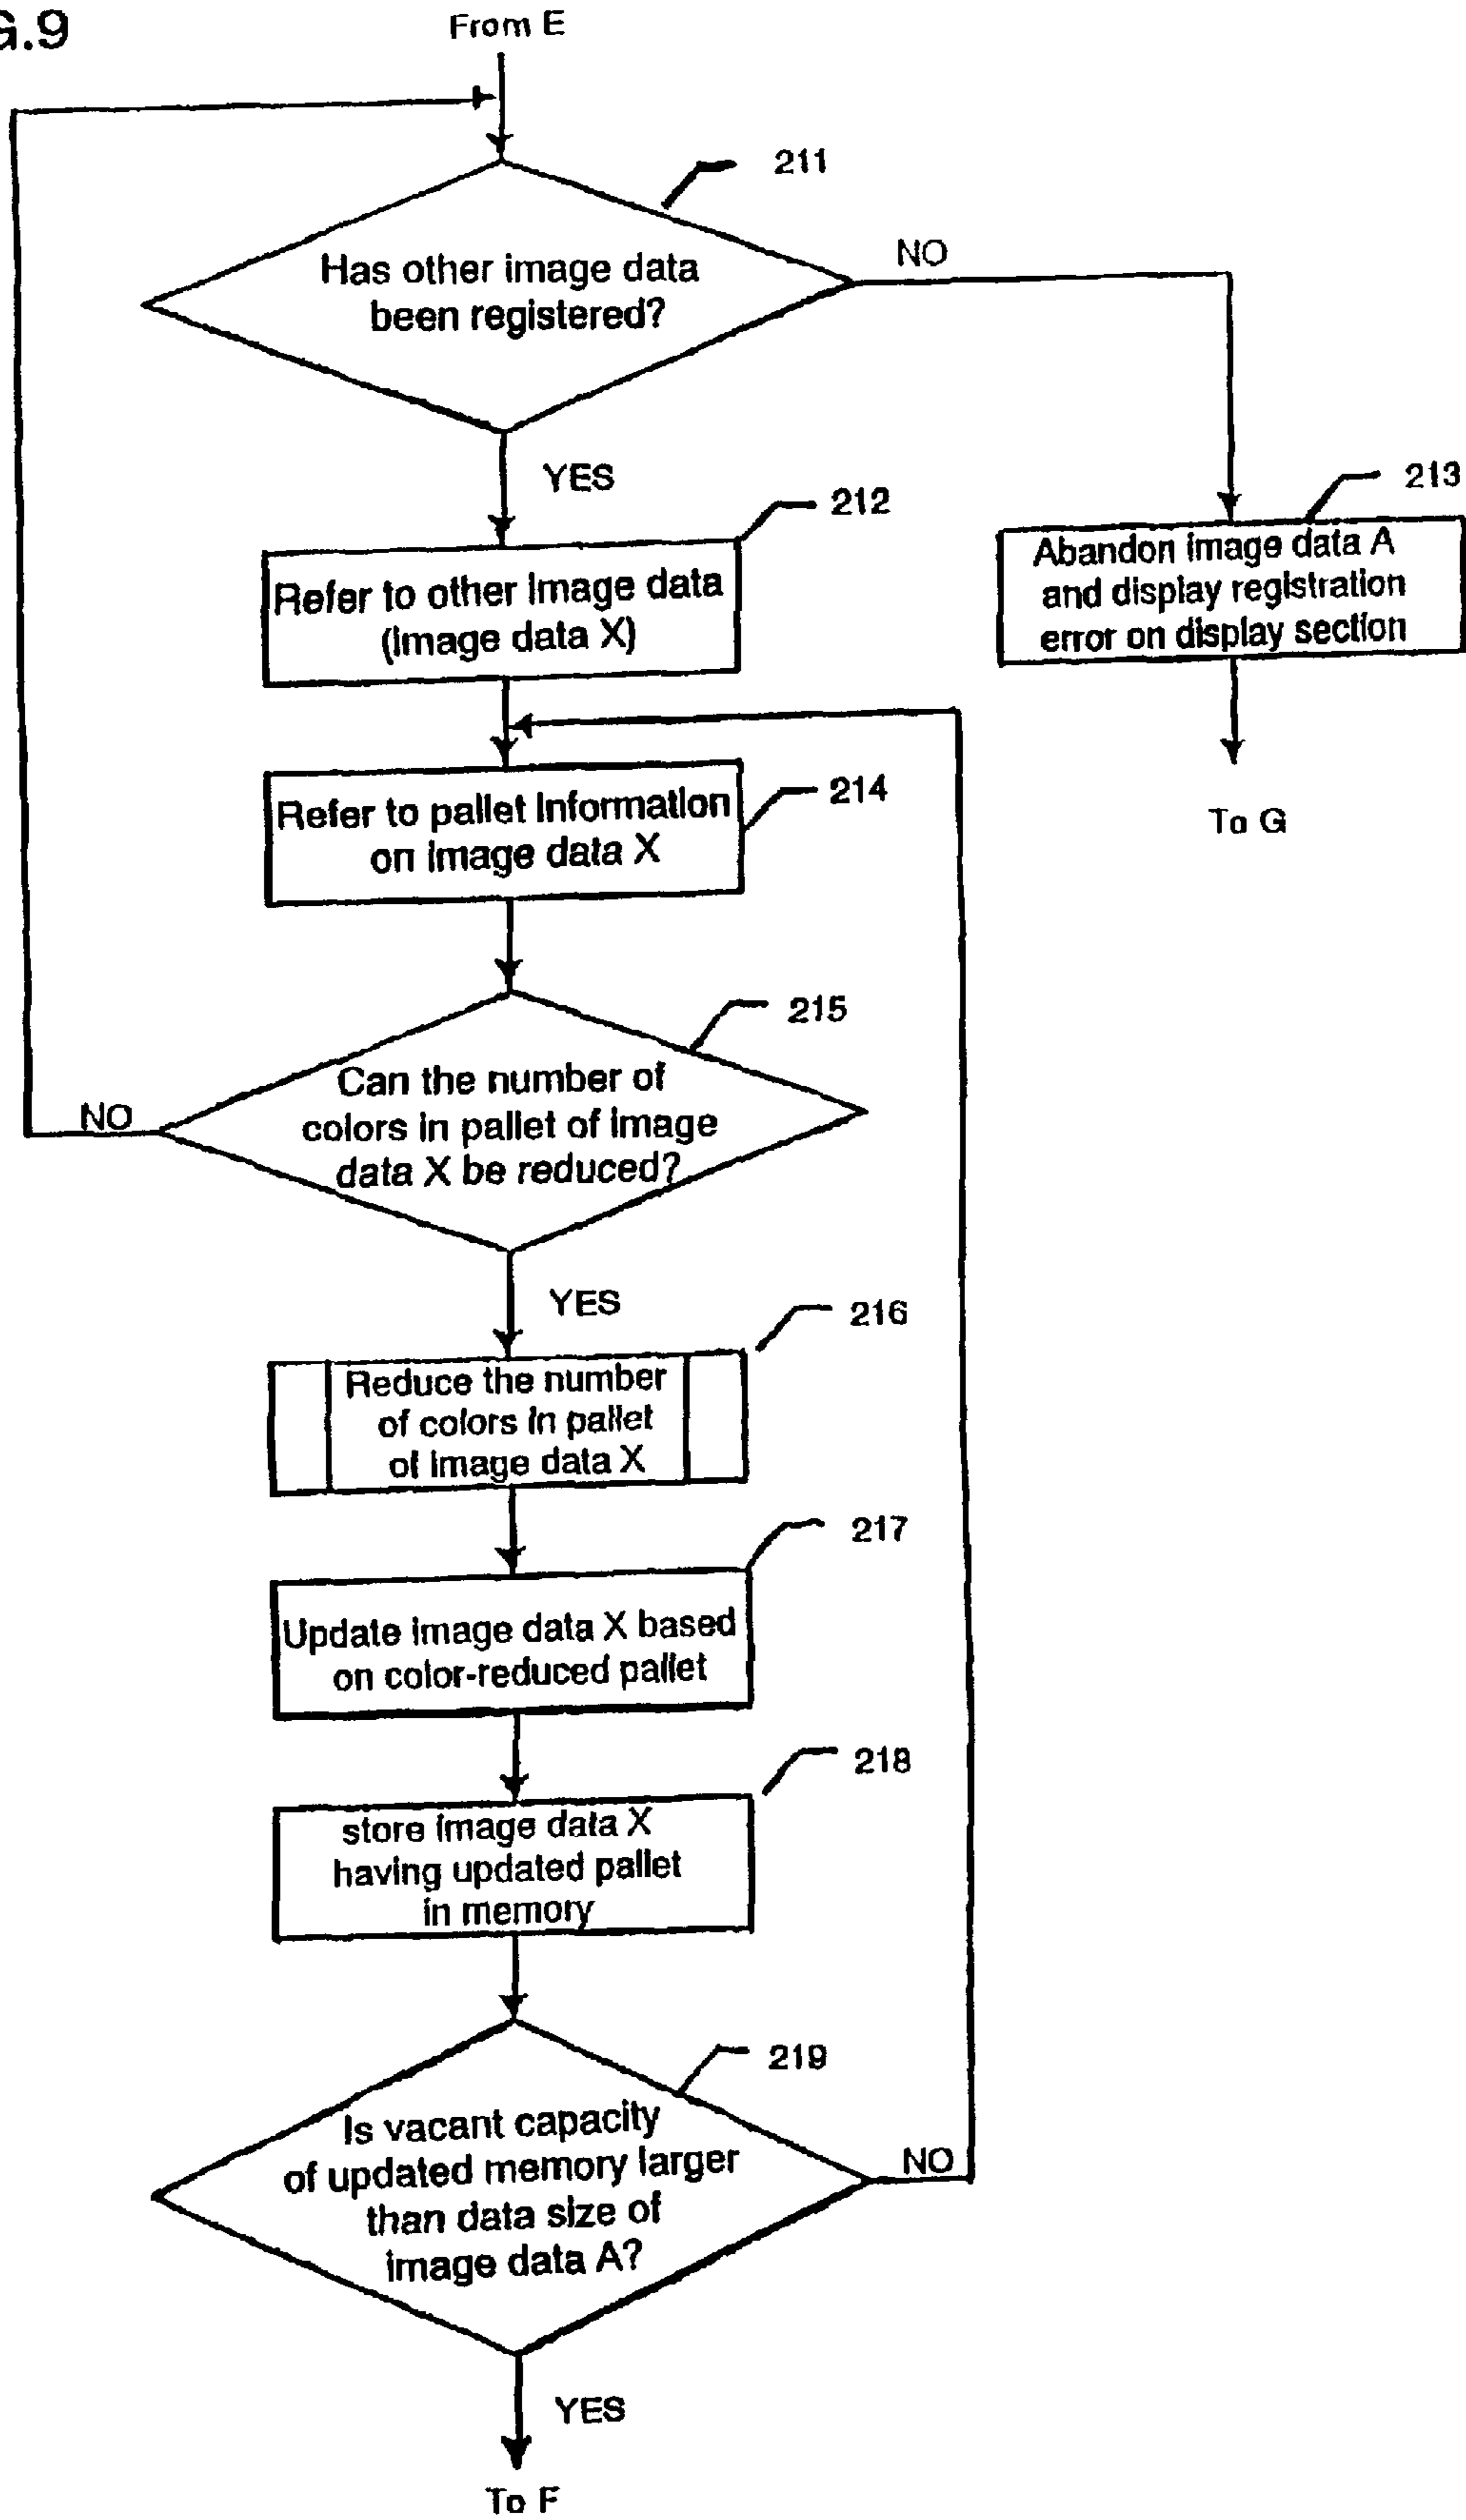 G.9
From E
211
Has other image data
been registered?
NO
YES
212
Refer to other image data
(image data X)
213
Abandon image data A
and display registration
error on display section
To G
214
Refer to pallet information
on image data X
215
Can the number of
colors in pallet of image
data X be reduced?
NO
YES
216
Reduce the number
of colors in pallet
of image data X
217
Update image data X based
on color-reduced pallet
218
store image data X
having updated pallet
in memory
219
Is vacant capacity
of updated memory larger
than data size of
image data A?
NO
YES
To F